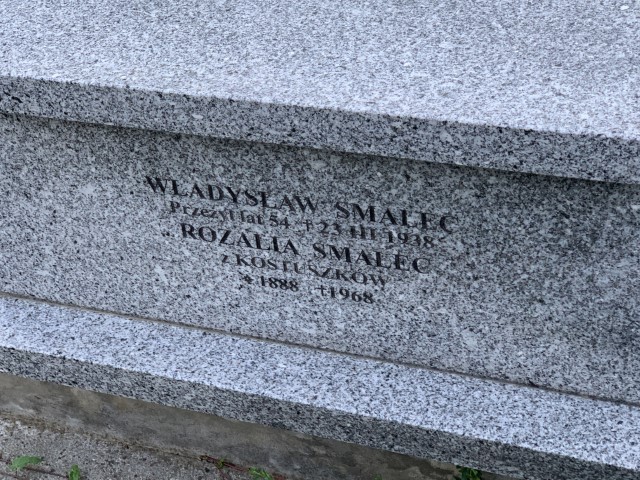 WŁADYSŁAW SMALEC
Przeżył lat 54 †23 III 1938
ROZALIA SMALEC
z KOSTUSZKÓW
*1888 †1968